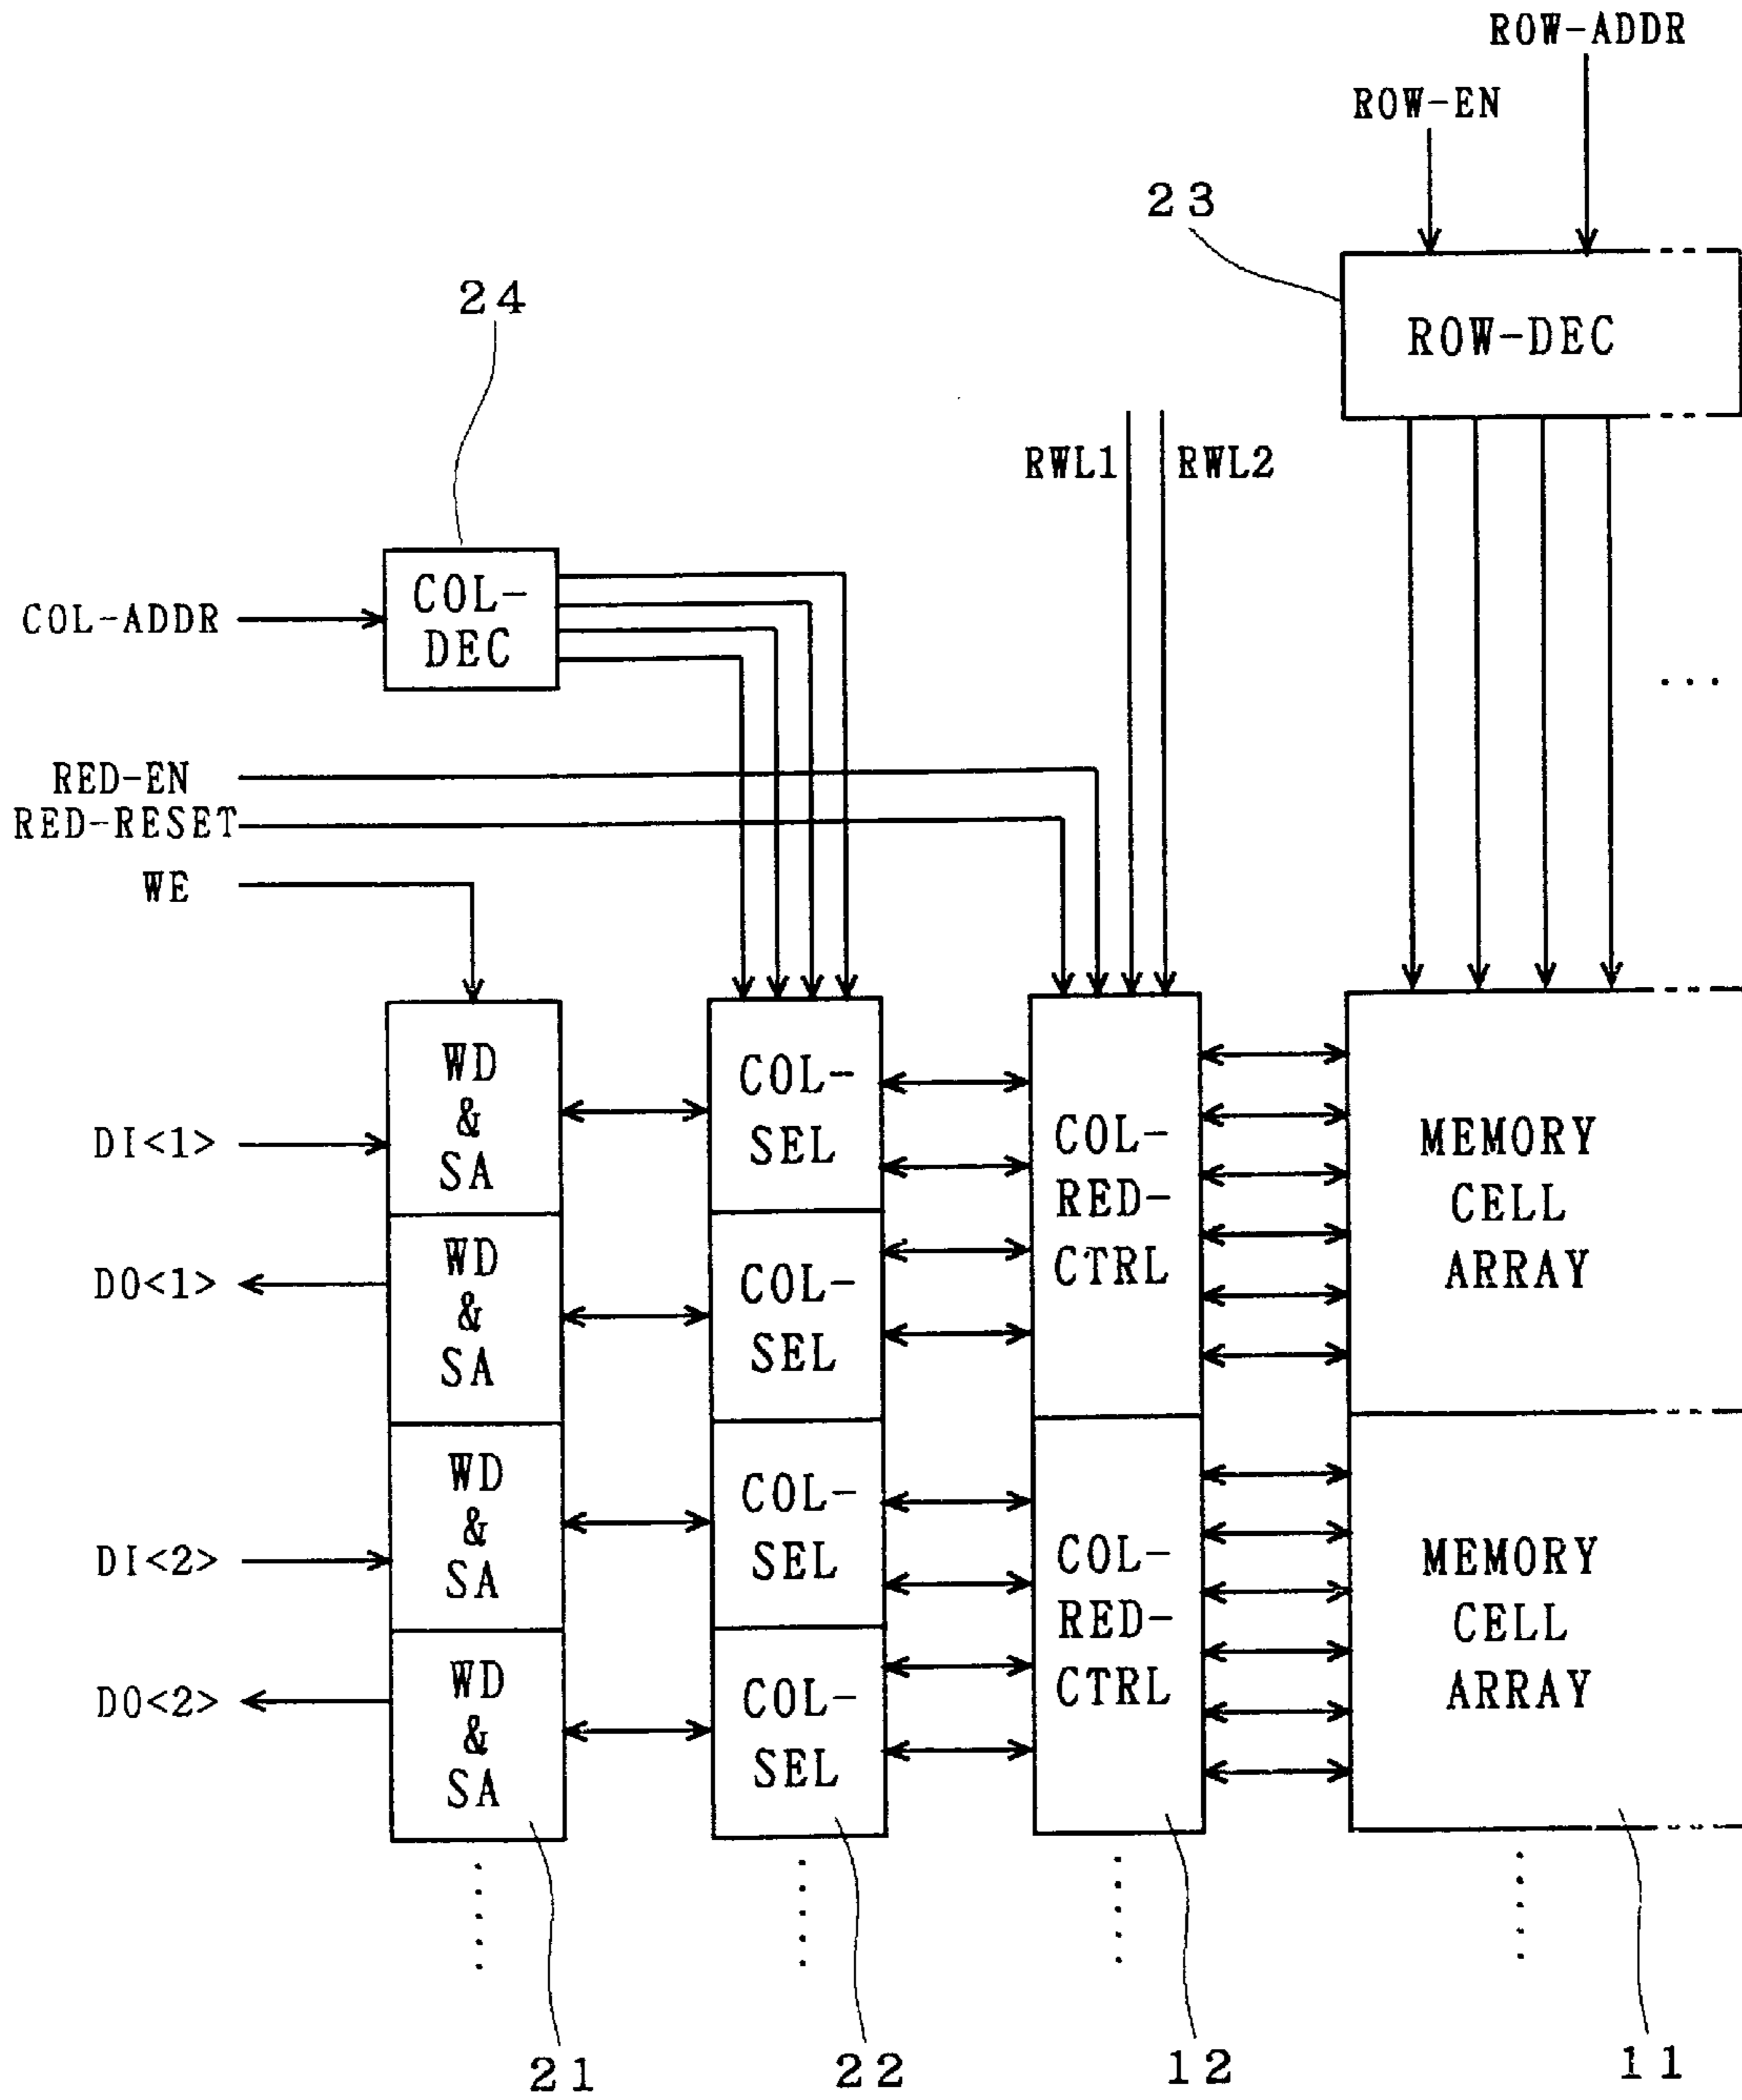 ROW-ADDR
ROW-EN
23
ROW-DEC
24
RWL1
RWL2
COL-
DEC
COL-ADDR
RED-EN
RED-RESET
WE
WD
&
SA
COL-
SEL
COL-
RED-
CTRL
MEMORY
CELL
ARRAY
DI<1>
WD
&
SA
COL-
SEL
DO<1>
WD
&
SA
COL-
SEL
COL-
RED-
CTRL
MEMORY
CELL
ARRAY
DI<2>
WD
&
SA
COL-
SEL
DO<2>
21
22
12
11